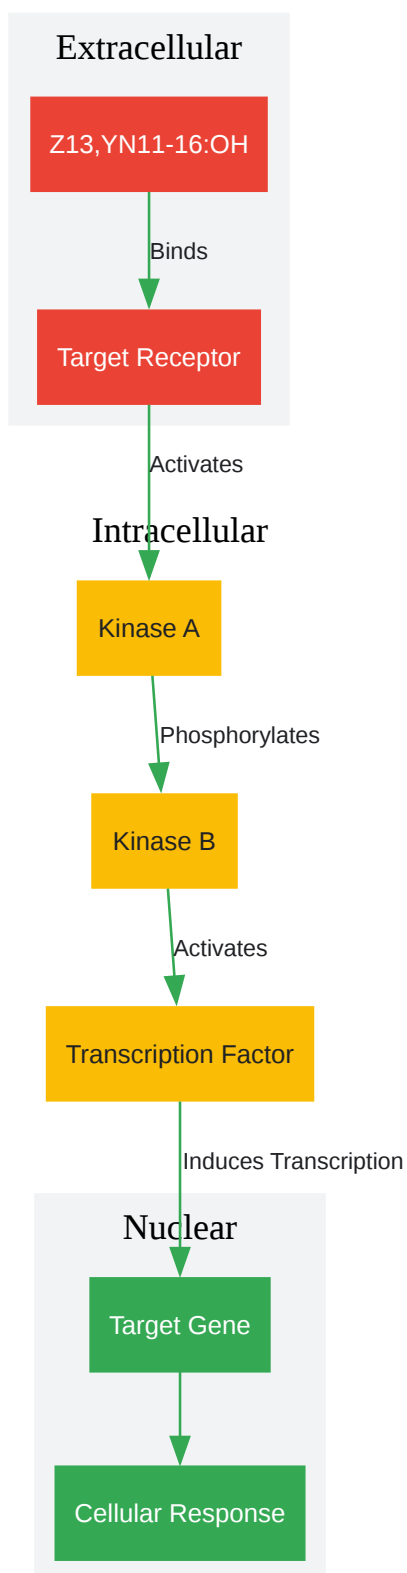 Extracellular
Z13,YN11-16:OH
Binds
Target Receptor
Activates
Intracellular
Kinase A
Phosphorylates
Kinase B
Activates
Transcription Factor
Induces Transcription
Nuclear
Target Gene
Cellular Response